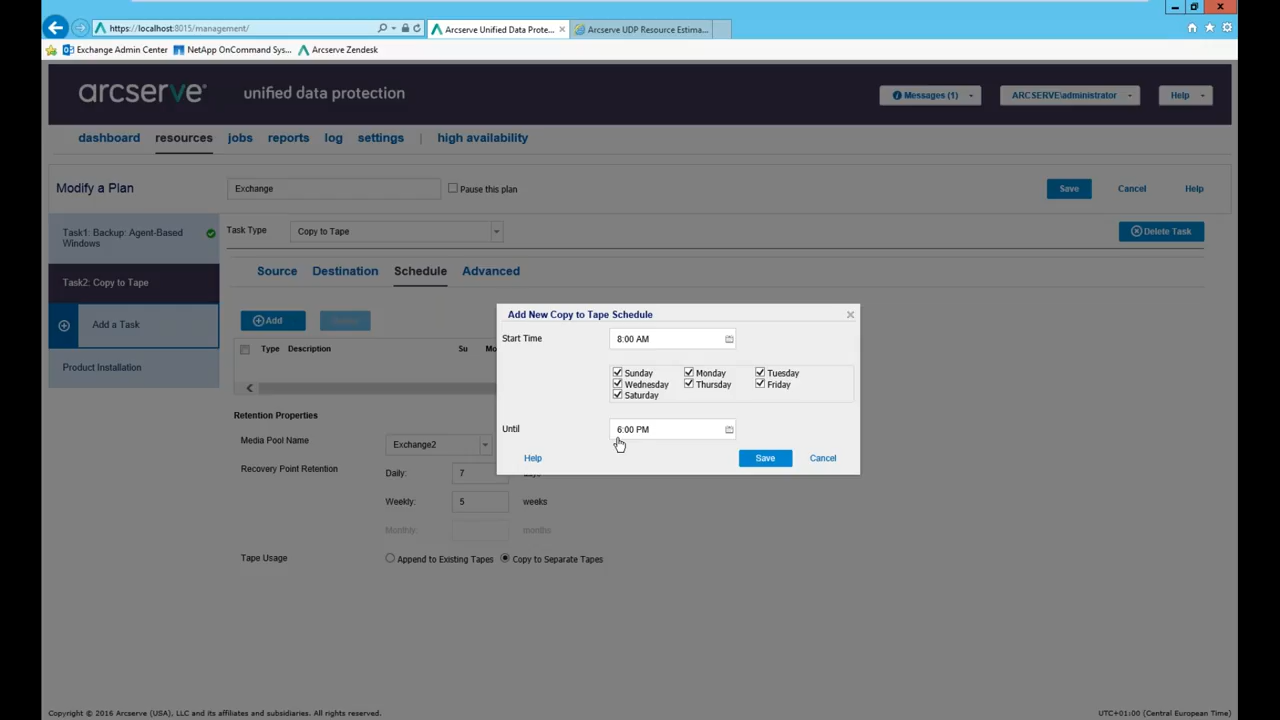 https://localhost:8015/management/
Arcserve Unified Data Prote...
Arcserve UDP Resource Estima...
Exchange Admin Center
NetApp OnCommand Sys...
Arcserve Zendesk
arcserve®
unified data protection
Messages (1)
ARCSERVE\administrator
Help
dashboard
resources
jobs
reports
log
settings
|
high availability
Modify a Plan
Exchange
Pause this plan
Save
Cancel
Help
Task1: Backup: Agent-Based
Windows
Task Type
Copy to Tape
Delete Task
Task2: Copy to Tape
Add a Task
Product Installation
Source
Destination
Schedule
Advanced
Add
Type
Description
Su
Mo
Add New Copy to Tape Schedule
Start Time
8:00 AM
Sunday
Monday
Tuesday
Wednesday
Thursday
Friday
Saturday
Until
6:00 PM
Help
Save
Cancel
Retention Properties
Media Pool Name
Exchange2
Recovery Point Retention
Daily:
7
Weekly:
5
weeks
Monthly:
months
Tape Usage
Append to Existing Tapes
Copy to Separate Tapes
Copyright © 2016 Arcserve (USA), LLC and its affiliates and subsidiaries. All rights reserved.
UTC+01:00 (Central European Time)